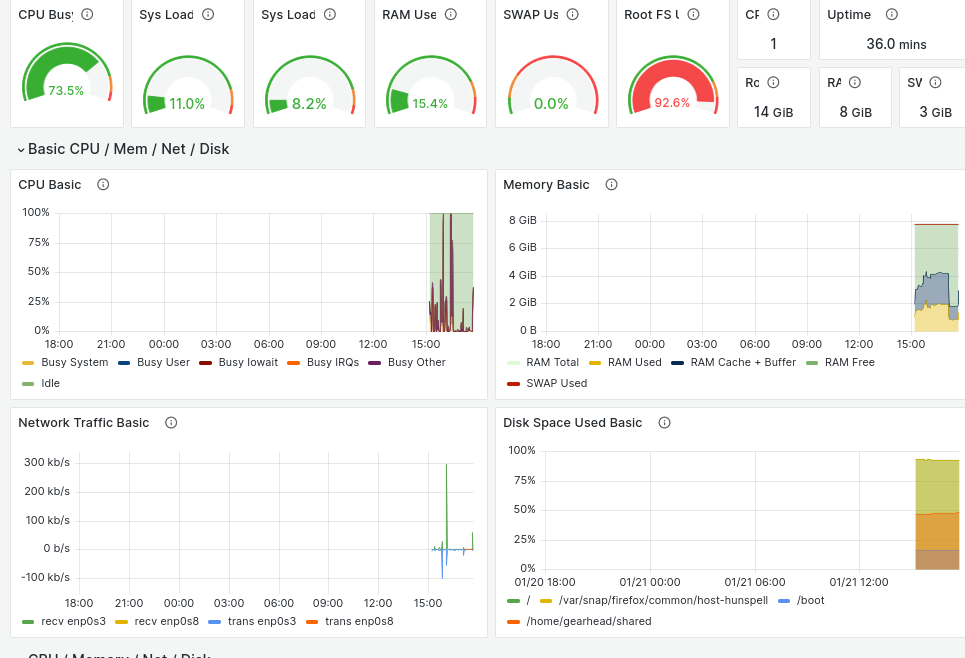 CPU Busy
Sys Load
Sys Load
RAM Use
SWAP Us
Root FS U
CP
Uptime
1
36.0 mins
73.5%
11.0%
8.2%
15.4%
0.0%
92.6%
Ro
RA
SV
14 GiB
8 GiB
3 GiB
Basic CPU / Mem / Net / Disk
CPU Basic
100%
75%
50%
25%
0%
18:00 21:00 00:00 03:00 06:00 09:00 12:00 15:00
Busy System Busy User Busy Iowait Busy IRQs Busy Other
Idle
Memory Basic
8 GiB
6 GiB
4 GiB
2 GiB
0 B
18:00 21:00 00:00 03:00 06:00 09:00 12:00 15:00
RAM Total RAM Used RAM Cache + Buffer RAM Free
SWAP Used
Network Traffic Basic
300 kb/s
200 kb/s
100 kb/s
0 b/s
-100 kb/s
18:00 21:00 00:00 03:00 06:00 09:00 12:00 15:00
recv enp0s3 recv enp0s8 trans enp0s3 trans enp0s8
Disk Space Used Basic
100%
75%
50%
25%
0%
01/20 18:00 01/21 00:00 01/21 06:00 01/21 12:00
/ /var/snap/firefox/common/host-hunspell /boot
/home/gearhead/shared
CPU / Memory / Net / Disk